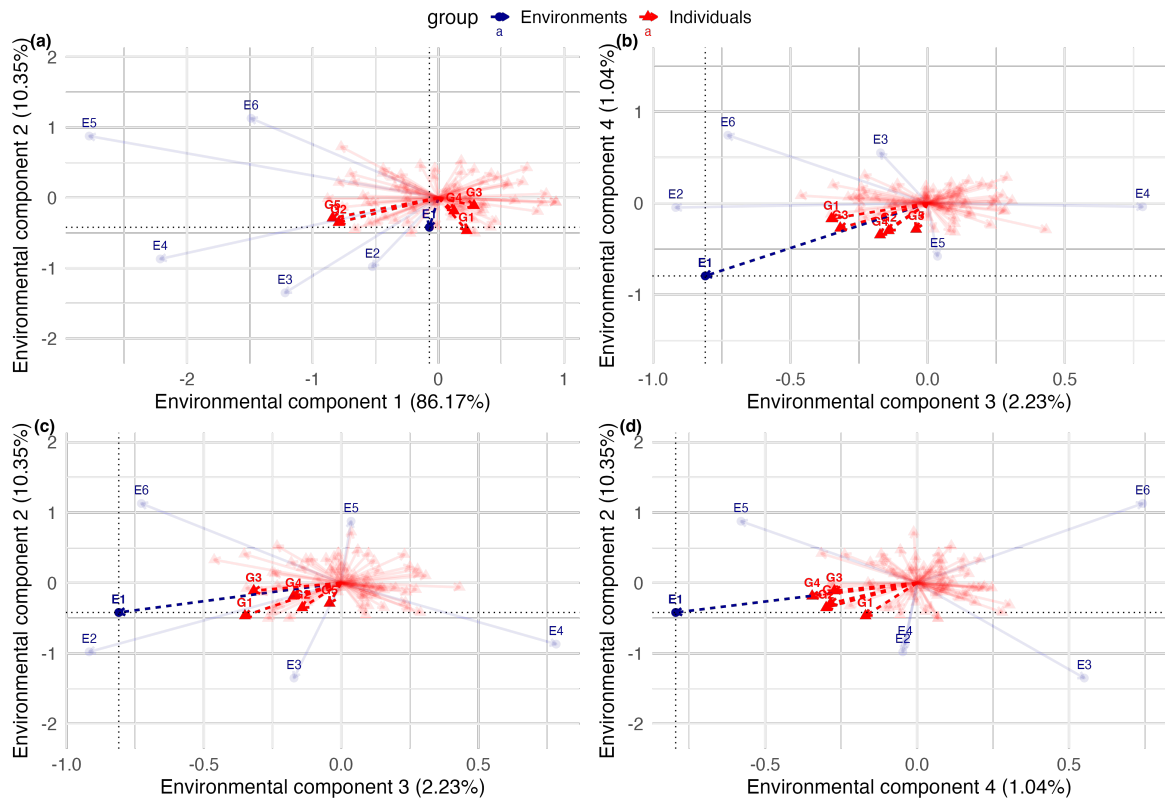 group a Environments a Individuals
(a)
Environmental component 2 (10.35%)
2
1
0
-1
-2
E6
E5
G3
G4
G5
G2
E1
G1
E4
E2
E3
-2 -1 0 1
Environmental component 1 (86.17%)
(b)
Environmental component 4 (1.04%)
1
0
-1
E6
E3
E2
E4
G1
G5
E5
E1
-1.0 -0.5 0.0 0.5
Environmental component 3 (2.23%)
(c)
Environmental component 2 (10.35%)
2
1
0
-1
-2
E6
E5
G3
G4
G1
E1
E2
E4
E3
-1.0 -0.5 0.0 0.5
Environmental component 3 (2.23%)
(d)
Environmental component 2 (10.35%)
2
1
0
-1
-2
E6
E5
G4
G3
G1
E1
E4
E2
E3
-0.5 0.0 0.5
Environmental component 4 (1.04%)